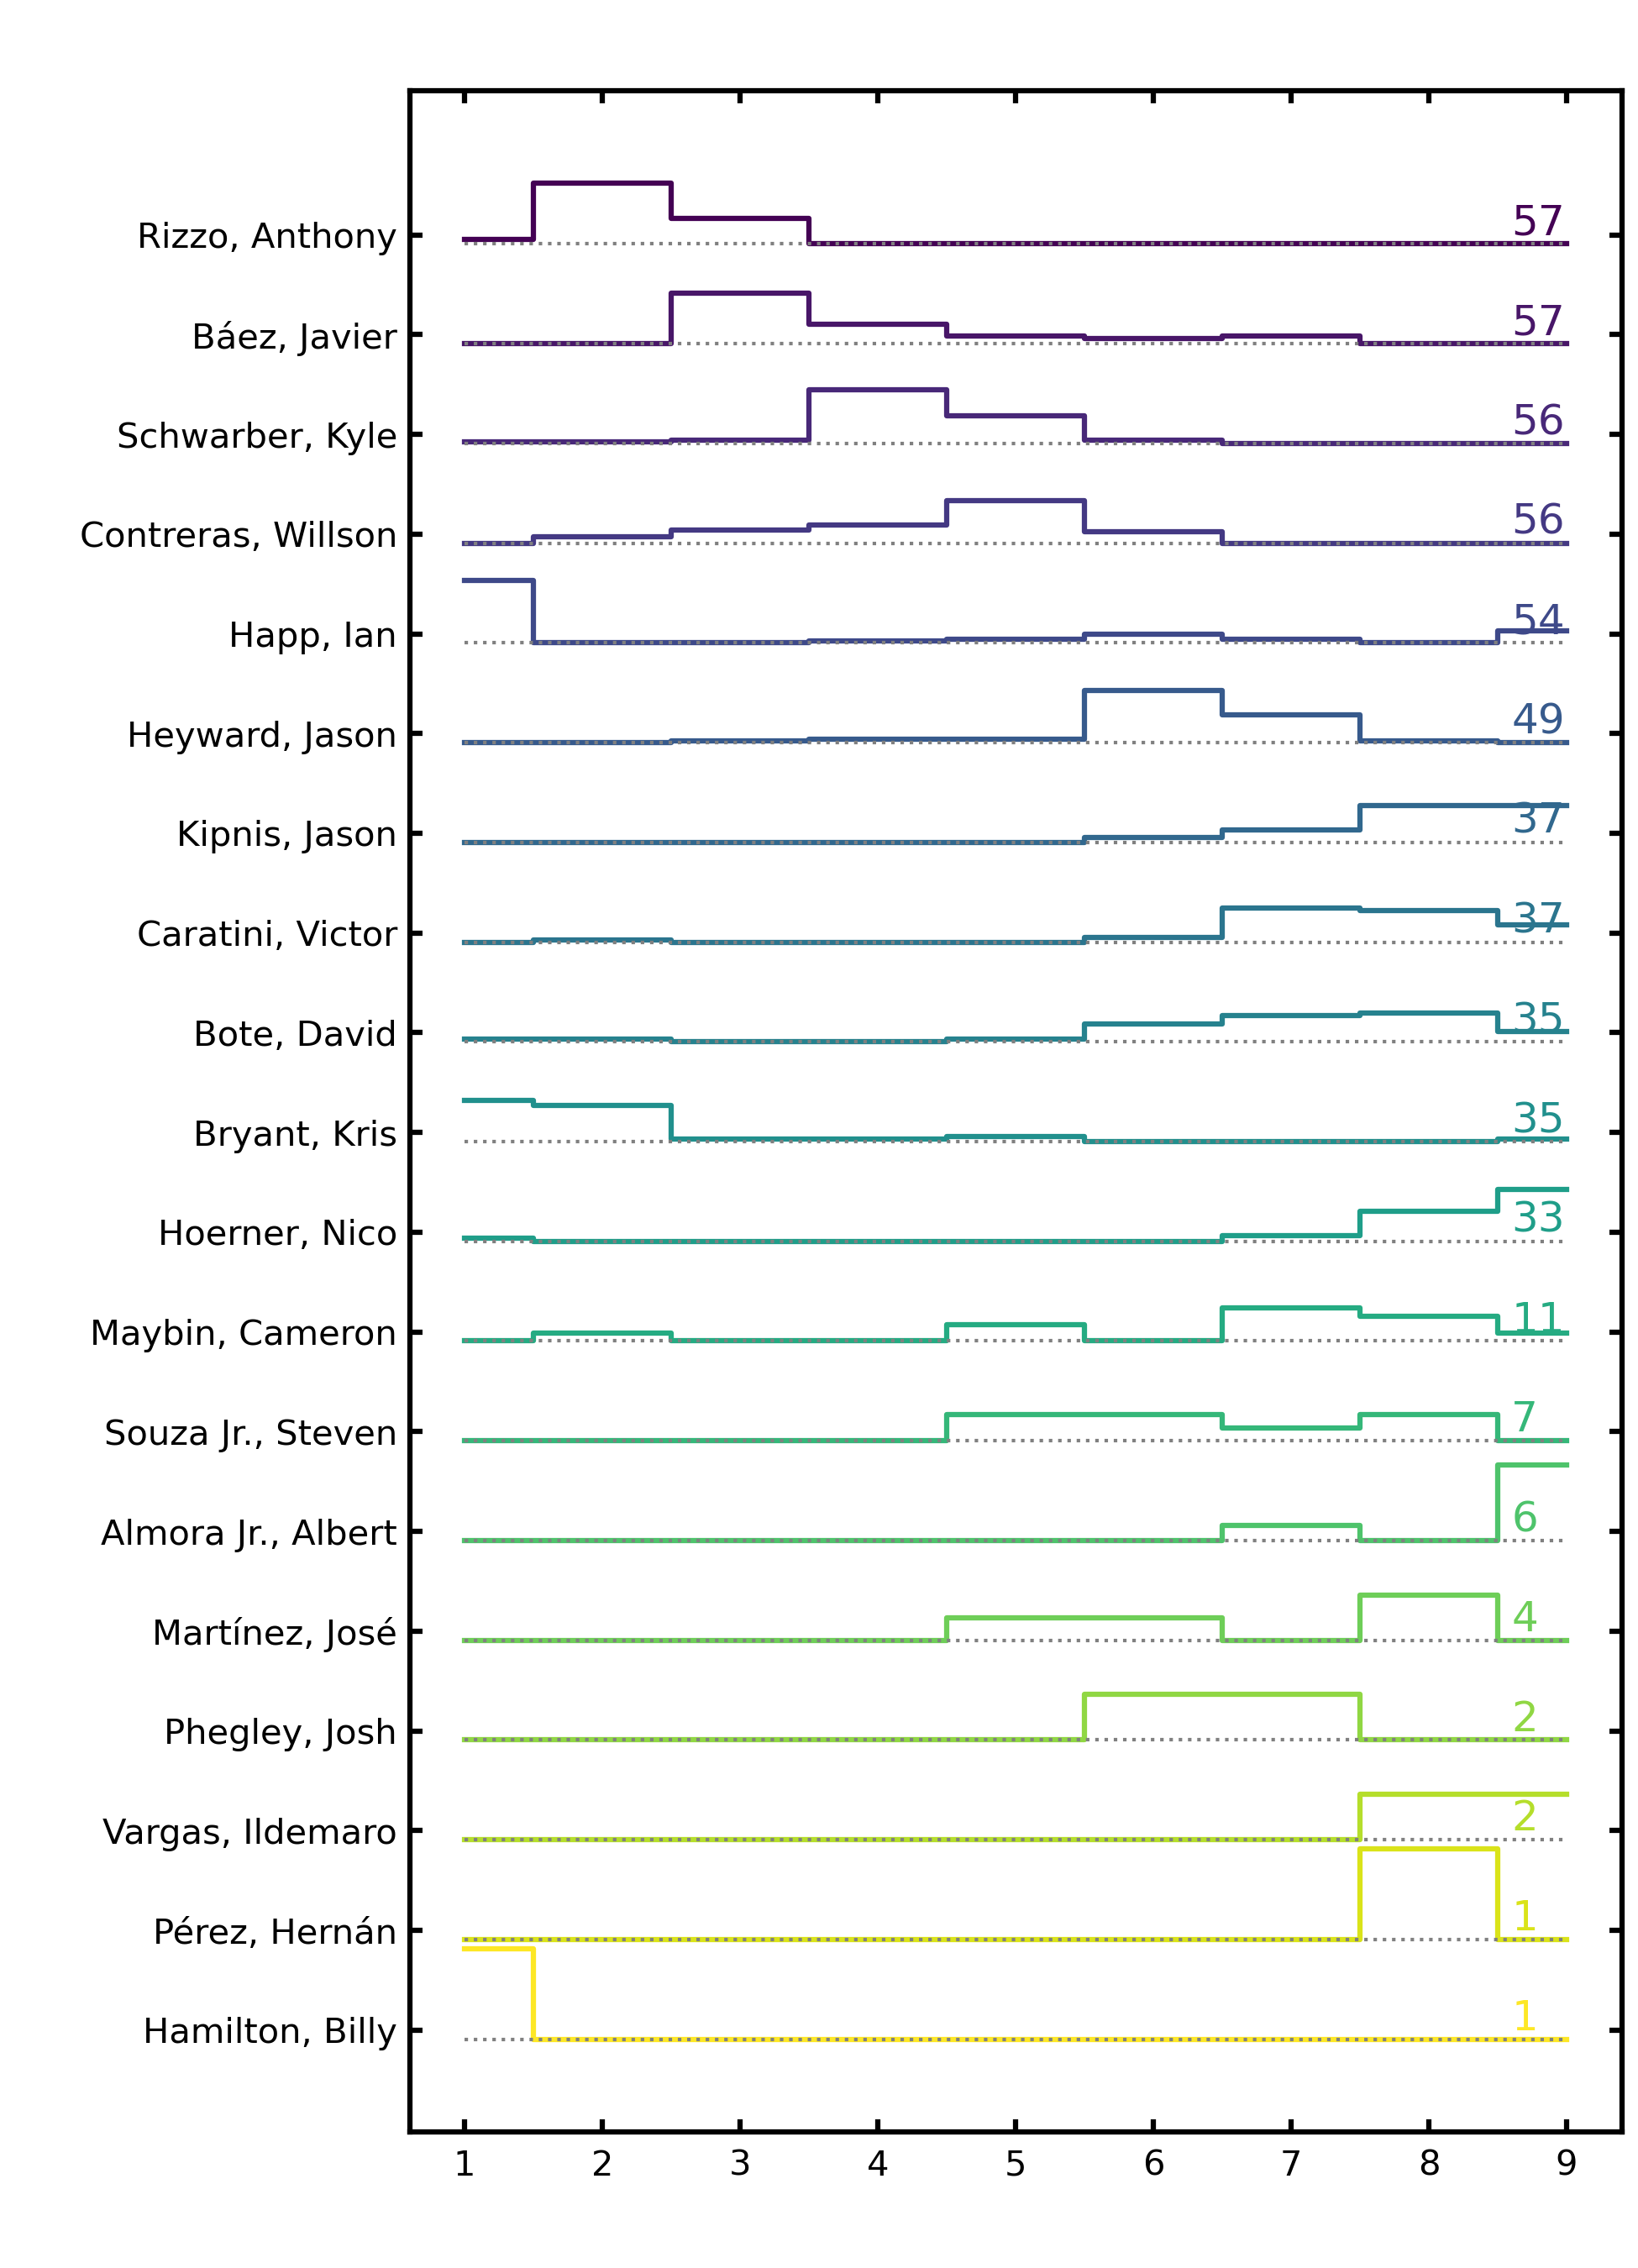 Rizzo, Anthony 57
Báez, Javier 57
Schwarber, Kyle 56
Contreras, Willson 56
Happ, Ian 54
Heyward, Jason 49
Kipnis, Jason 37
Caratini, Victor 37
Bote, David 35
Bryant, Kris 35
Hoerner, Nico 33
Maybin, Cameron 11
Souza Jr., Steven 7
Almora Jr., Albert 6
Martínez, José 4
Phegley, Josh 2
Vargas, Ildemaro 2
Pérez, Hernán 1
Hamilton, Billy 1
1 2 3 4 5 6 7 8 9